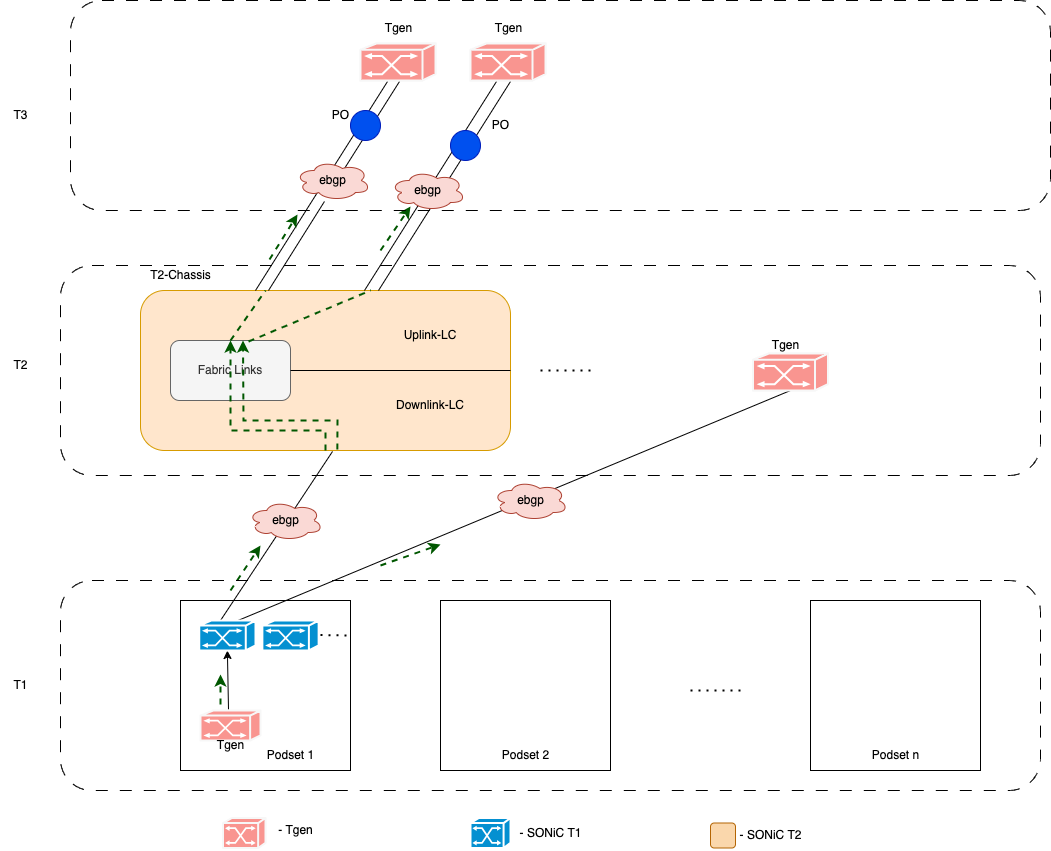 Tgen
Tgen
T3
PO
PO
ebgp
ebgp
T2-Chassis
Uplink-LC
Tgen
T2
Fabric Links
.......
Downlink-LC
ebgp
ebgp
....
T1
.......
Tgen
Podset 1
Podset 2
Podset n
- Tgen
- SONiC T1
- SONiC T2